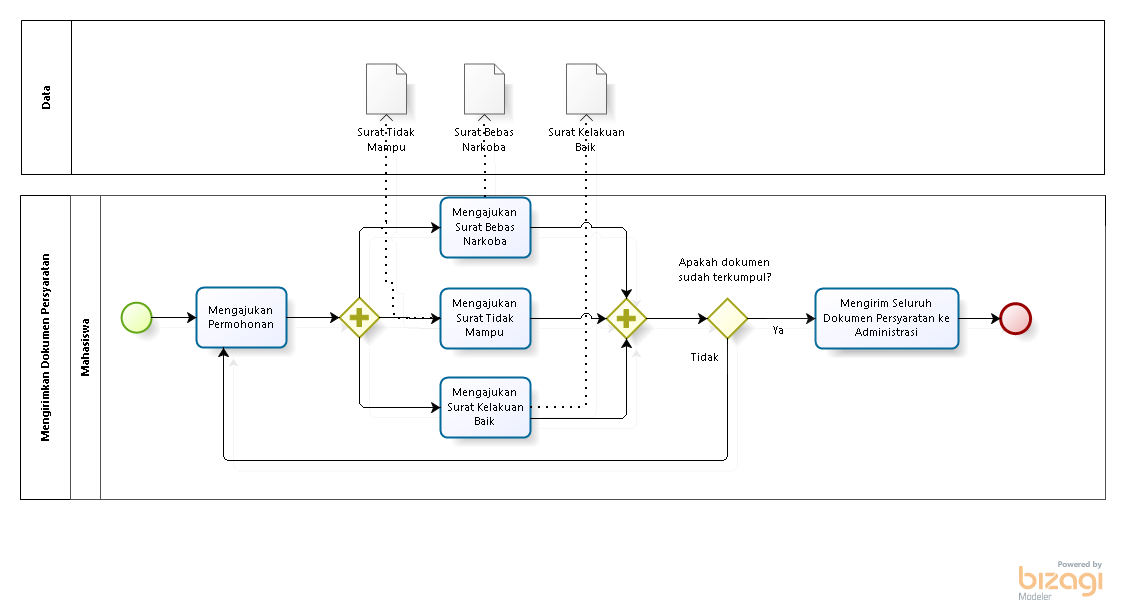 Data
Surat Tidak
Mampu
Surat Bebas
Narkoba
Surat Kelakuan
Baik
Mengirimkan Dokumen Persyaratan
Mahasiswa
Mengajukan
Permohonan
Mengajukan
Surat Bebas
Narkoba
Mengajukan
Surat Tidak
Mampu
Mengajukan
Surat Kelakuan
Baik
Apakah dokumen
sudah terkumpul?
Ya
Tidak
Mengirim Seluruh
Dokumen Persyaratan ke
Administrasi
Powered by
bizagi
Modeler